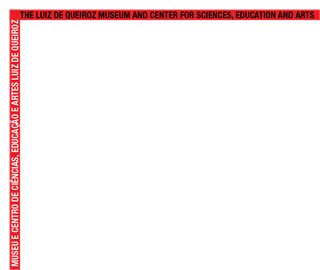 THE LUIZ DE QUEIROZ MUSEUM AND CENTER FOR SCIENCES, EDUCATION AND ARTS
MUSEU E CENTRO DE CIÊNCIAS, EDUCAÇÃO E ARTES LUIZ DE QUEIROZ